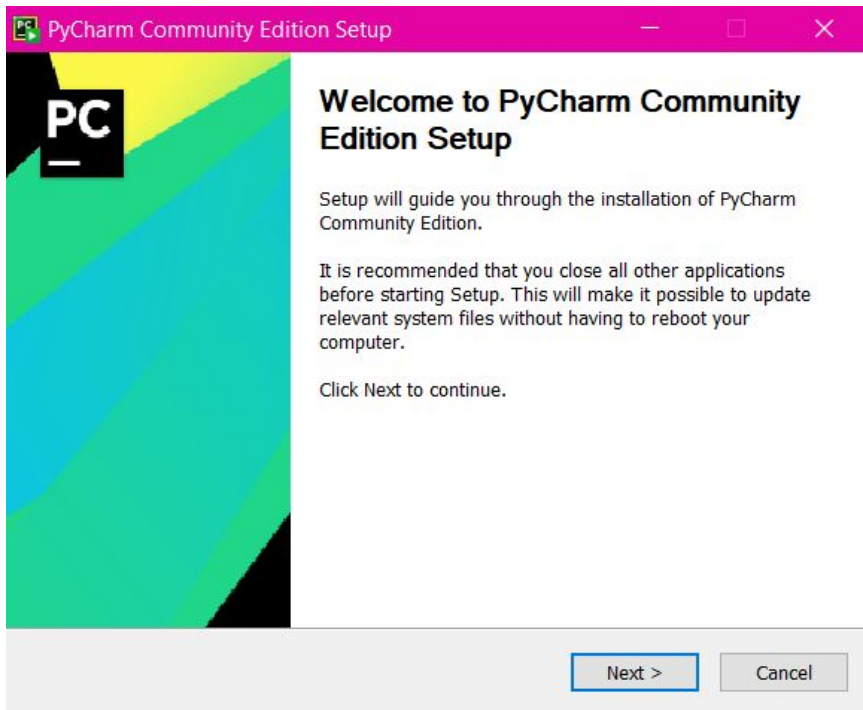 PyCharm Community Edition Setup
PC
Welcome to PyCharm Community
Edition Setup
Setup will guide you through the installation of PyCharm
Community Edition.
It is recommended that you close all other applications
before starting Setup. This will make it possible to update
relevant system files without having to reboot your
computer.
Click Next to continue.
Next >
Cancel